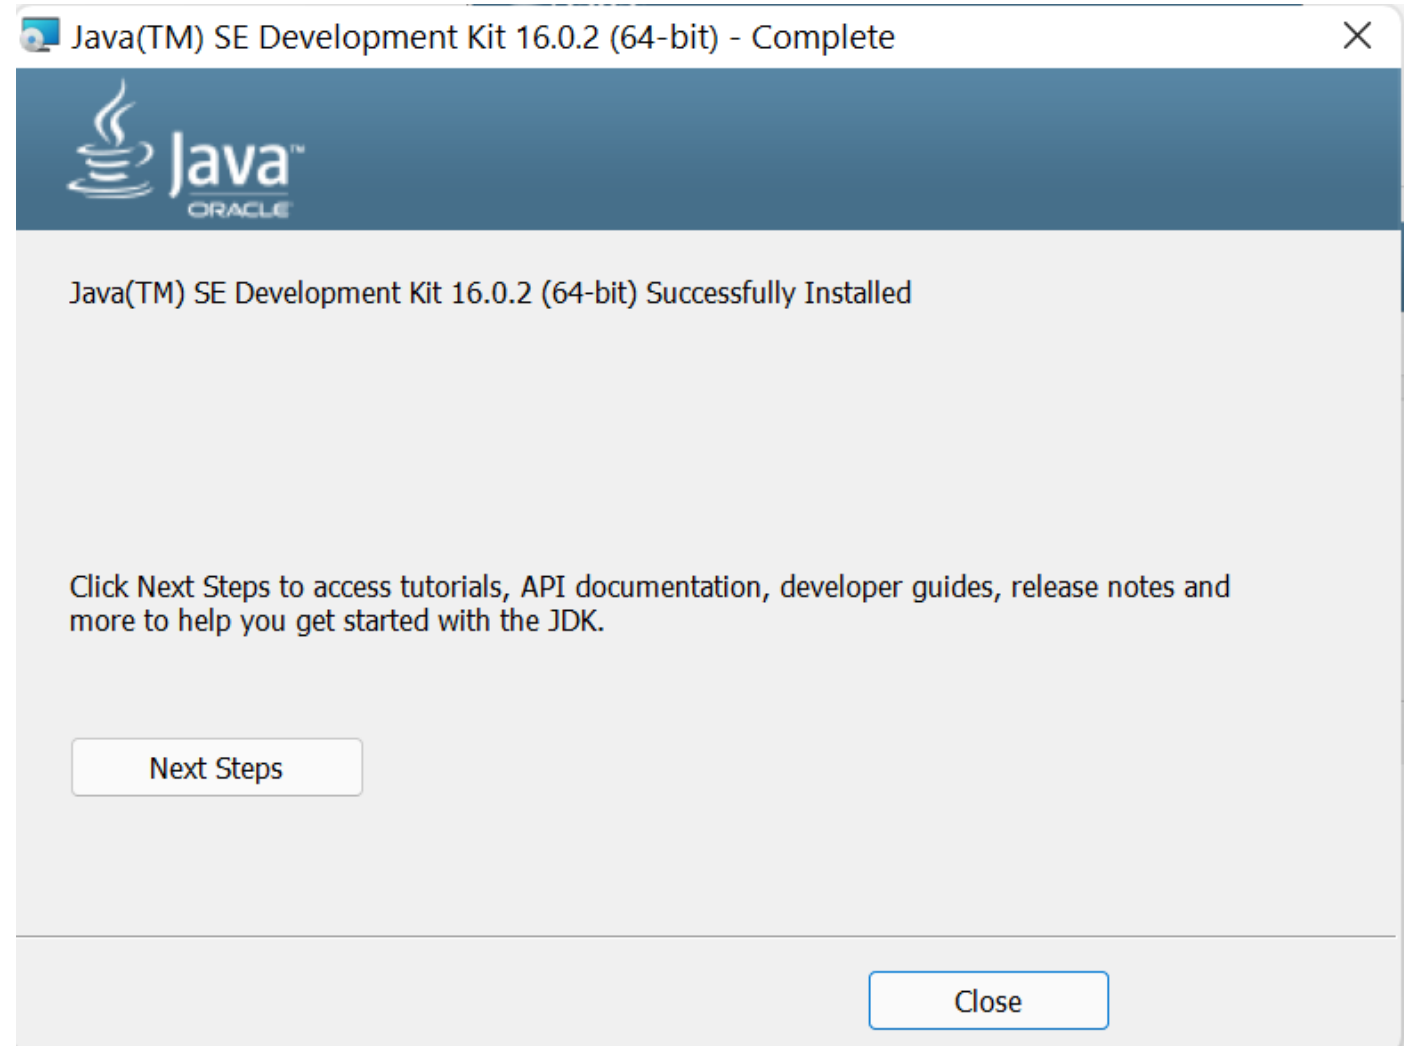 Java(TM) SE Development Kit 16.0.2 (64-bit) - Complete
Java™
ORACLE
Java(TM) SE Development Kit 16.0.2 (64-bit) Successfully Installed
Click Next Steps to access tutorials, API documentation, developer guides, release notes and
more to help you get started with the JDK.
Next Steps
Close